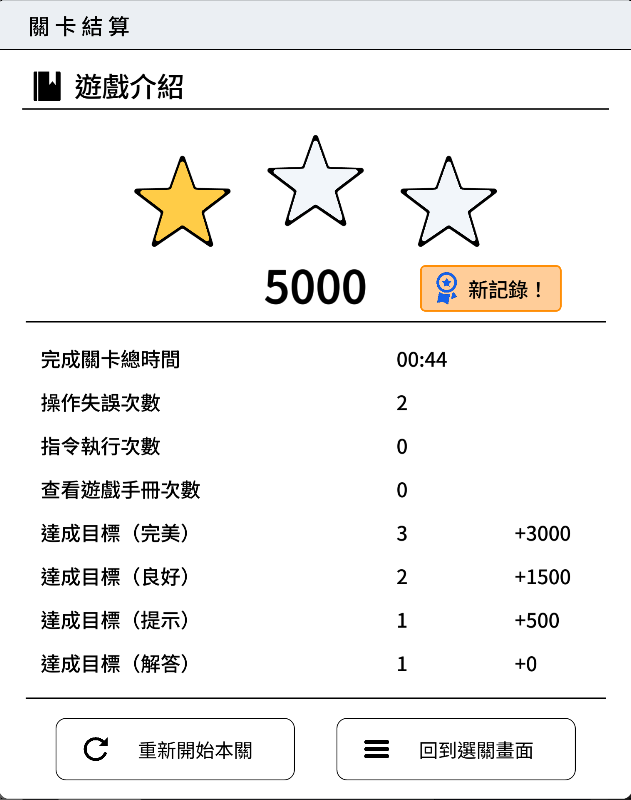 關卡結算
遊戲介紹
5000
新記錄！
完成關卡總時間 00:44
操作失誤次數 2
指令執行次數 0
查看遊戲手冊次數 0
達成目標（完美） 3 +3000
達成目標（良好） 2 +1500
達成目標（提示） 1 +500
達成目標（解答） 1 +0
重新開始本關
回到選關畫面